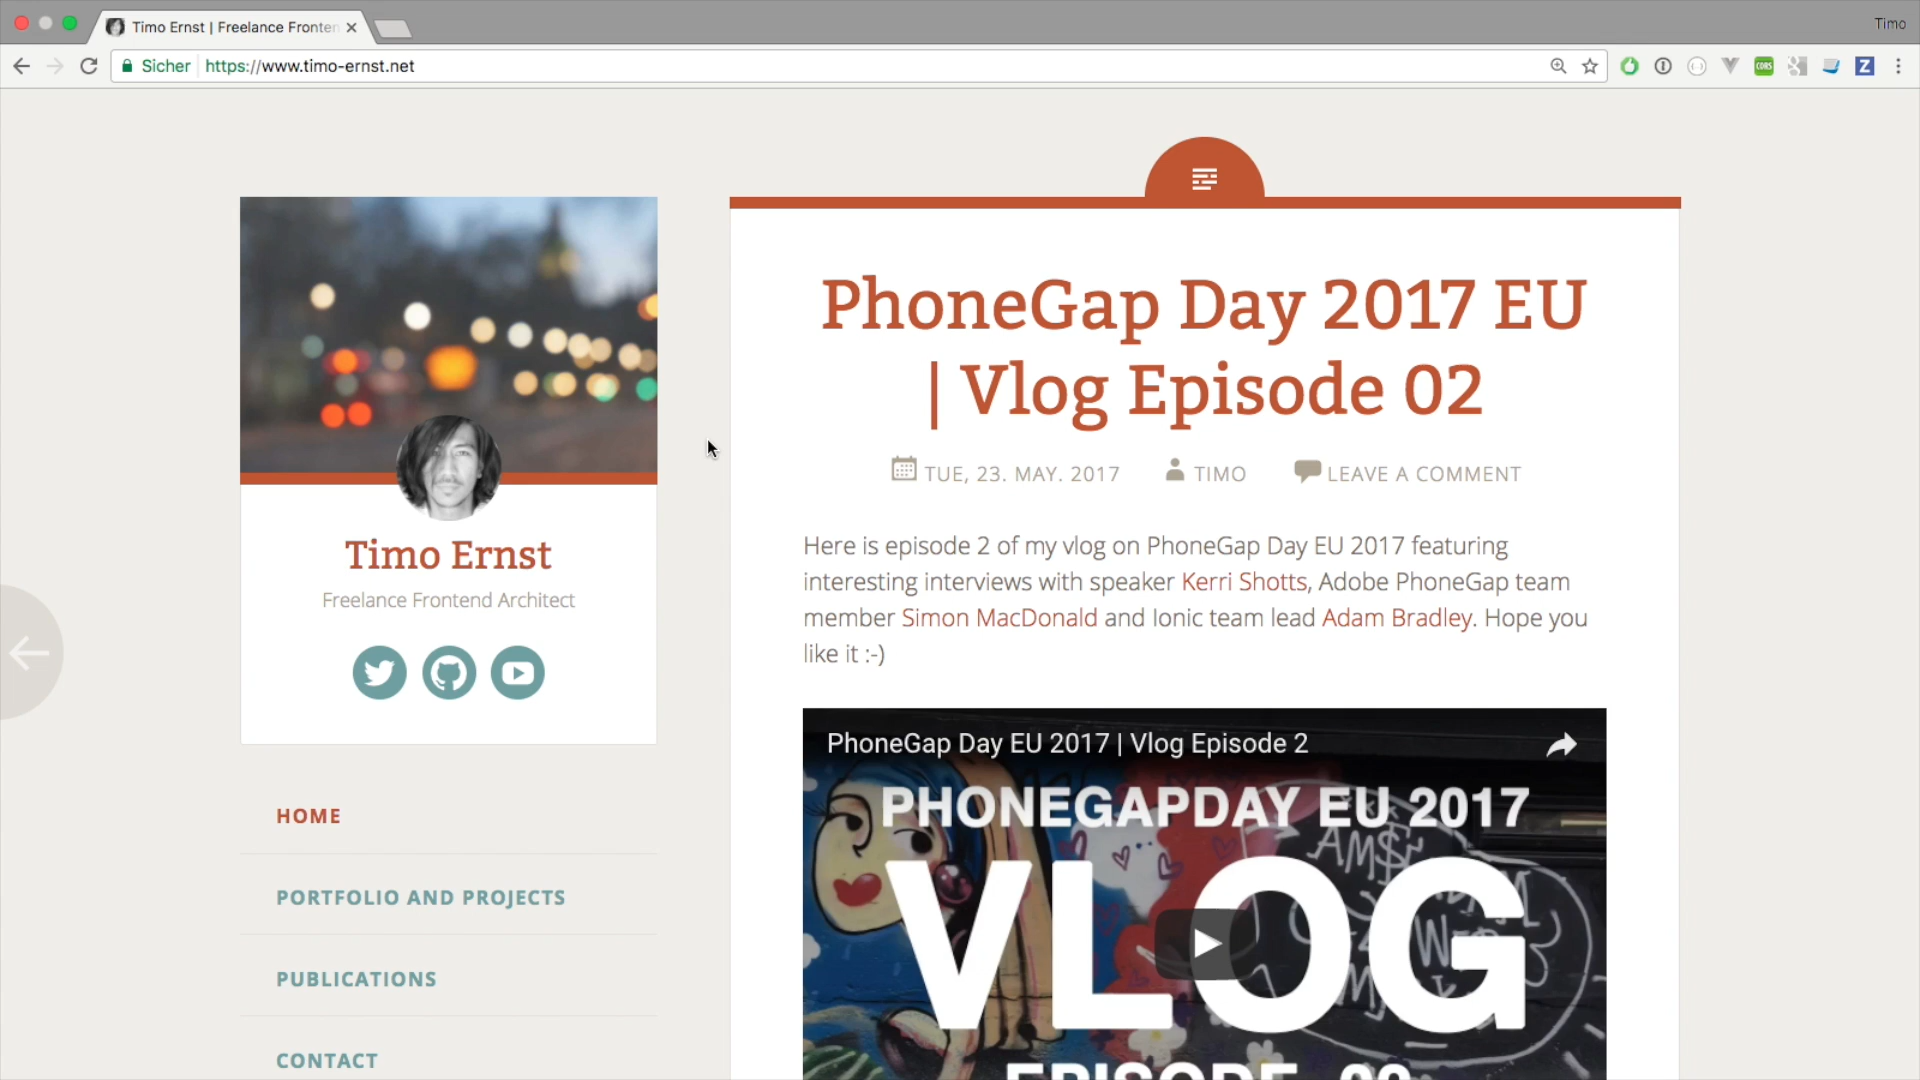 Timo Ernst | Freelance Fronten
Timo
Sicher
https://www.timo-ernst.net
CORS
Z
PhoneGap Day 2017 EU
| Vlog Episode 02
TUE, 23. MAY. 2017
TIMO
LEAVE A COMMENT
Here is episode 2 of my vlog on PhoneGap Day EU 2017 featuring
interesting interviews with speaker Kerri Shotts, Adobe PhoneGap team
member Simon MacDonald and Ionic team lead Adam Bradley. Hope you
like it :-)
Timo Ernst
Freelance Frontend Architect
HOME
PORTFOLIO AND PROJECTS
PUBLICATIONS
CONTACT
PhoneGap Day EU 2017 | Vlog Episode 2
PHONEGAPDAY EU 2017
VLOG
EPISODE 02